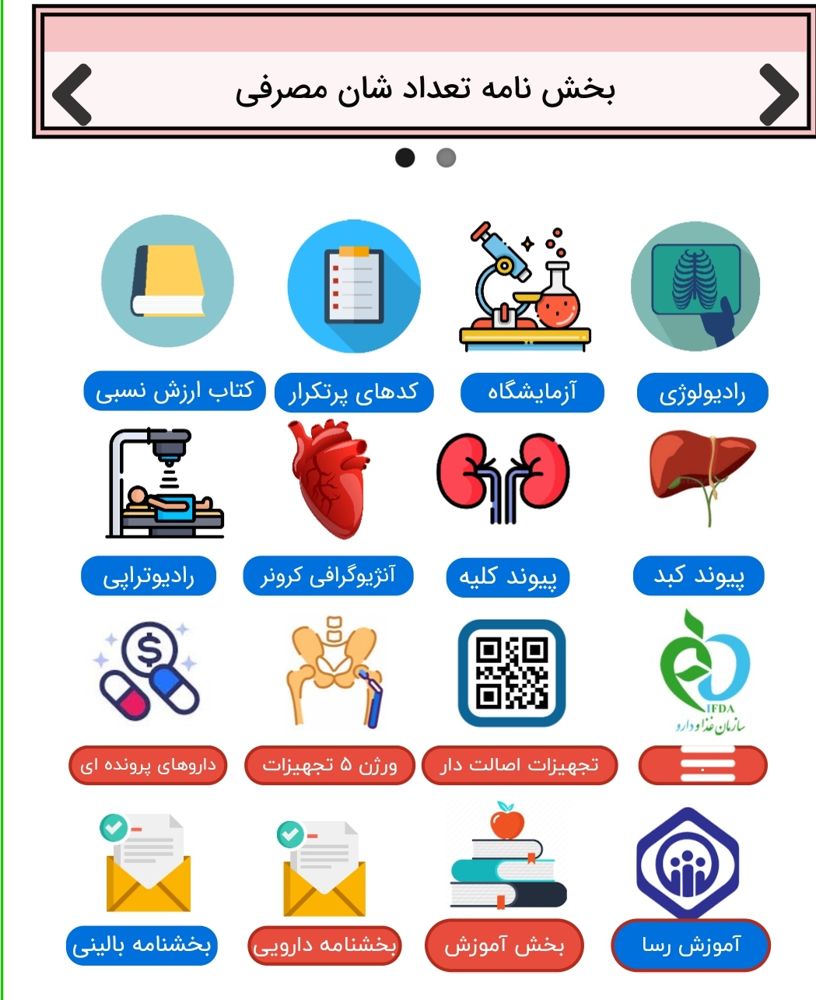 بخش نامه تعداد شان مصرفی
رادیولوژی
آزمایشگاه
کدهای پرتکرار
کتاب ارزش نسبی
پیوند کبد
پیوند کلیه
آنژیوگرافی کرونر
رادیوتراپی
IFDA
سازمان غذا و دارو
تجهیزات اصالت دار
ورژن ۵ تجهیزات
داروهای پرونده ای
آموزش رسا
بخش آموزش
بخشنامه دارویی
بخشنامه بالینی